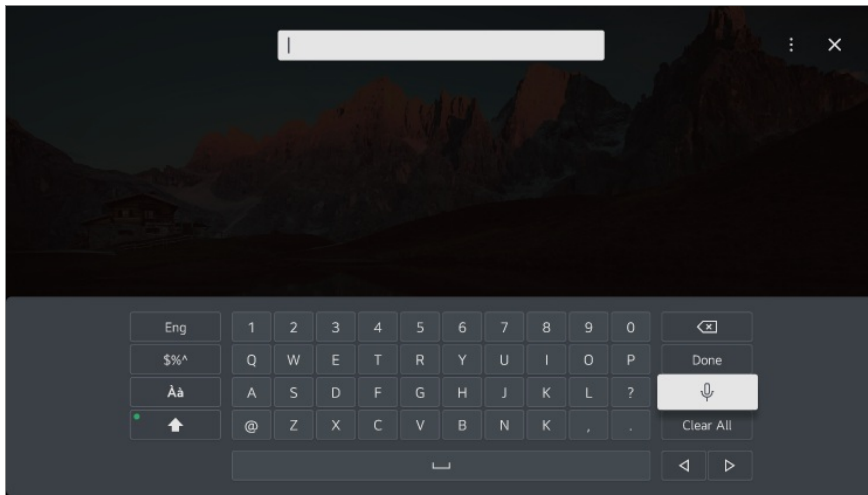 Eng 1 2 3 4 5 6 7 8 9 0
$%^ Q W E T R Y U I O P Done
Àà A S D F G H J K L ?
@ Z X C V B N K , . Clear All